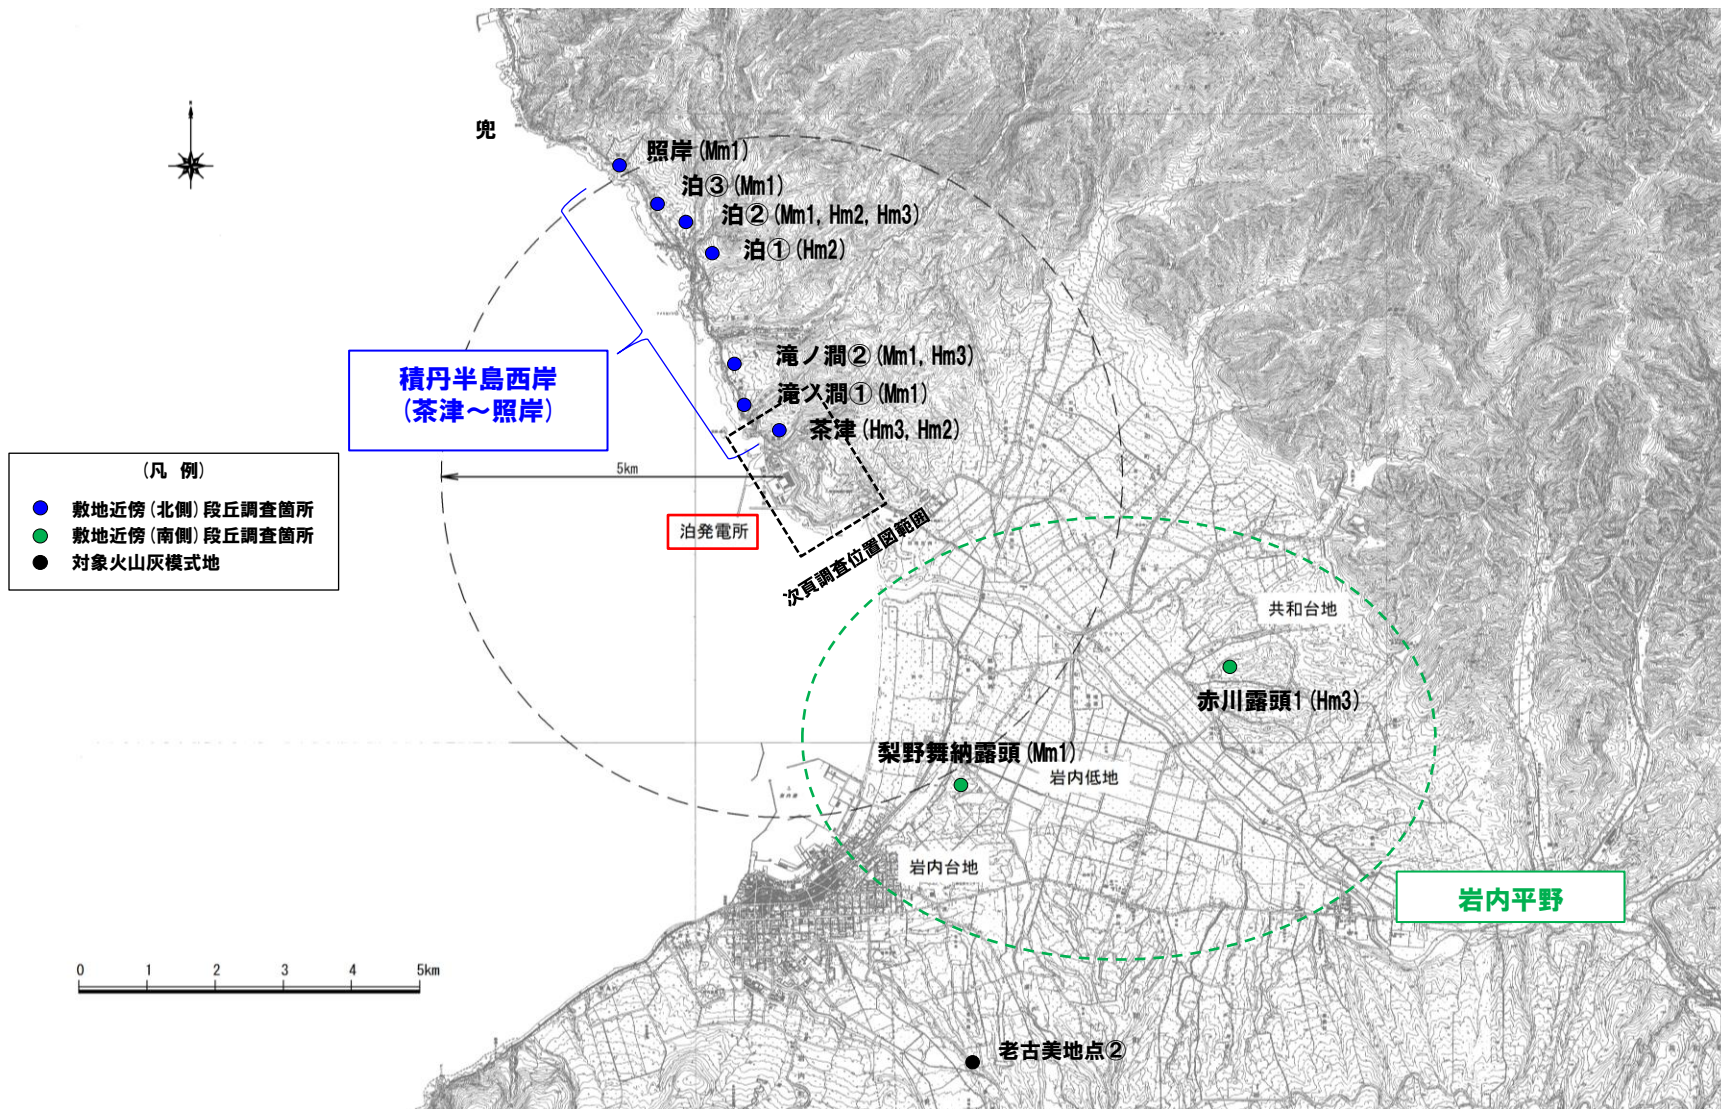 兜
照岸(Mm1)
泊③(Mm1)
泊②(Mm1, Hm2, Hm3)
泊①(Hm2)
滝ノ澗②(Mm1, Hm3)
滝ノ澗①(Mm1)
茶津(Hm3, Hm2)
積丹半島西岸
(茶津～照岸)
(凡 例)
敷地近傍(北側)段丘調査箇所
敷地近傍(南側)段丘調査箇所
対象火山灰模式地
5km
泊発電所
次頁調査位置図範囲
共和台地
赤川露頭1(Hm3)
梨野舞納露頭(Mm1)
岩内低地
岩内台地
岩内平野
0 1 2 3 4 5km
老古美地点②